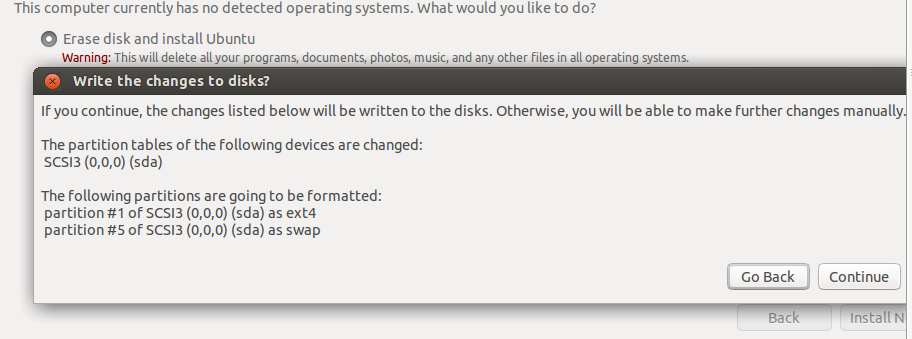 This computer currently has no detected operating systems. What would you like to do?
Erase disk and install Ubuntu
Warning: This will delete all your programs, documents, photos, music, and any other files in all operating systems.
Write the changes to disks?
If you continue, the changes listed below will be written to the disks. Otherwise, you will be able to make further changes manually.
The partition tables of the following devices are changed:
SCSI3 (0,0,0) (sda)
The following partitions are going to be formatted:
partition #1 of SCSI3 (0,0,0) (sda) as ext4
partition #5 of SCSI3 (0,0,0) (sda) as swap
Go Back Continue
Back Install N